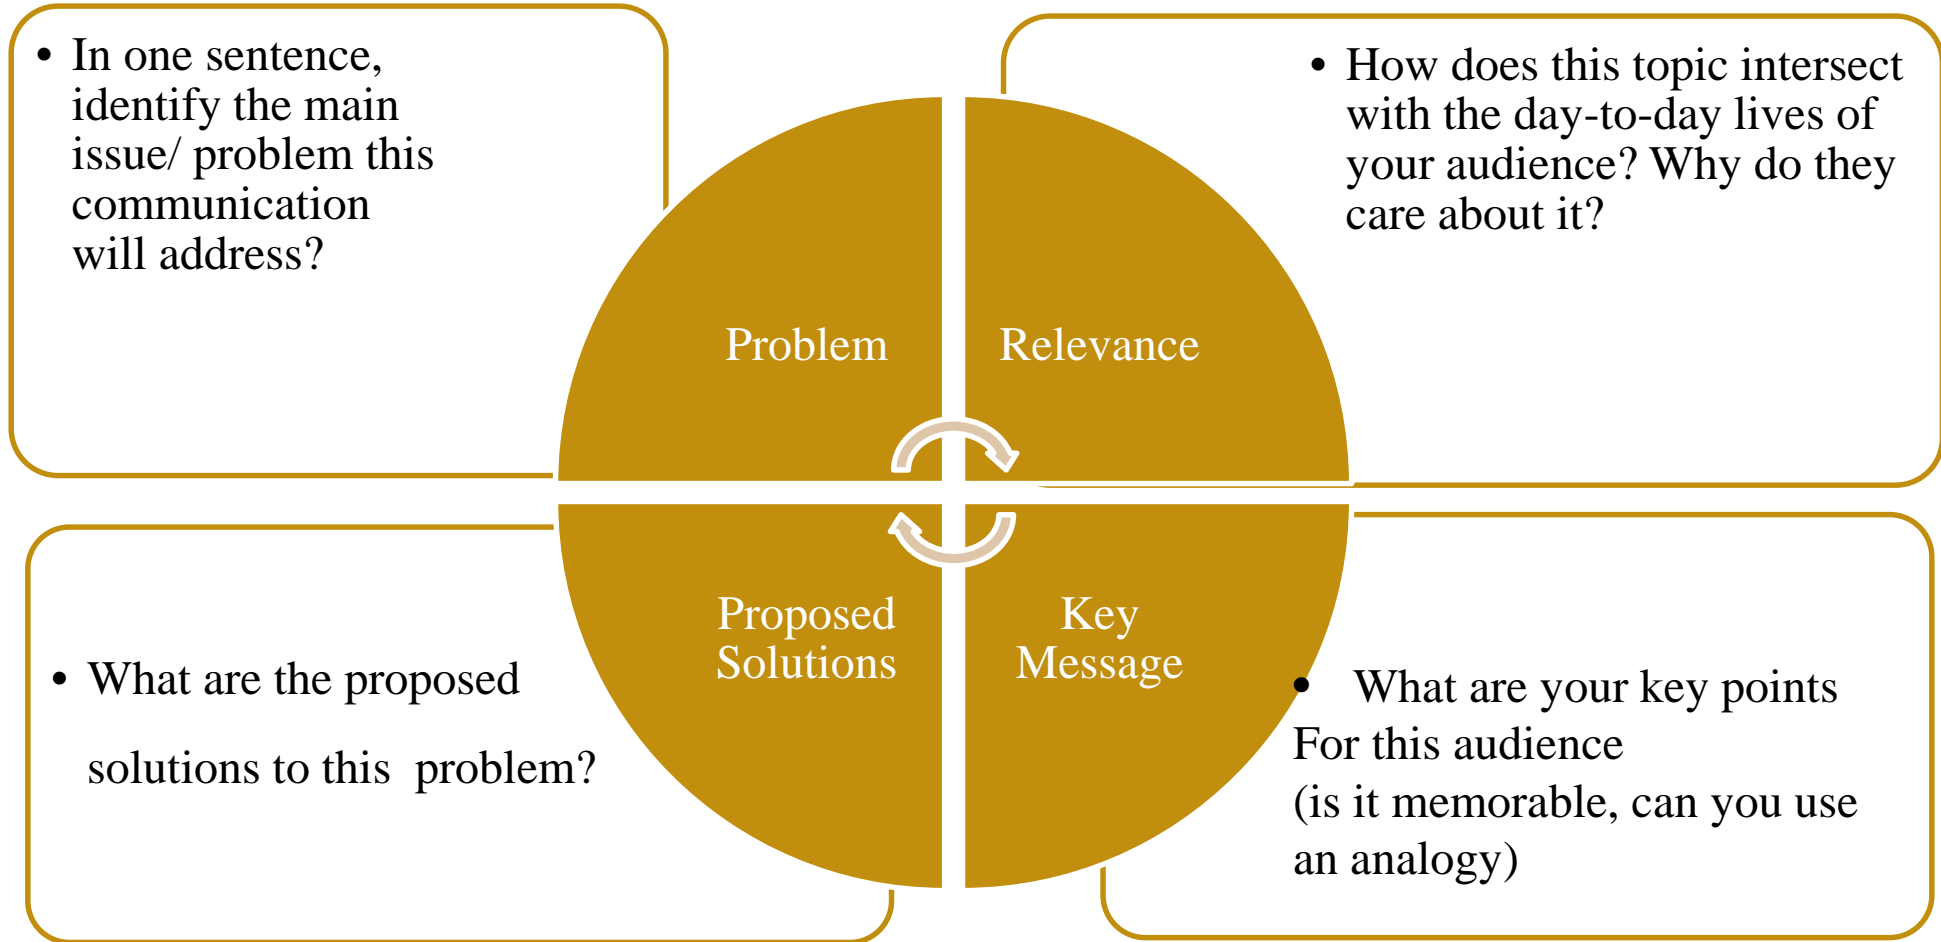 • In one sentence,
identify the main
issue/ problem this
communication
will address?
• How does this topic intersect
with the day-to-day lives of
your audience? Why do they
care about it?
Problem
Relevance
Proposed
Solutions
Key
Message
• What are the proposed
solutions to this  problem?
• What are your key points
For this audience
(is it memorable, can you use
an analogy)